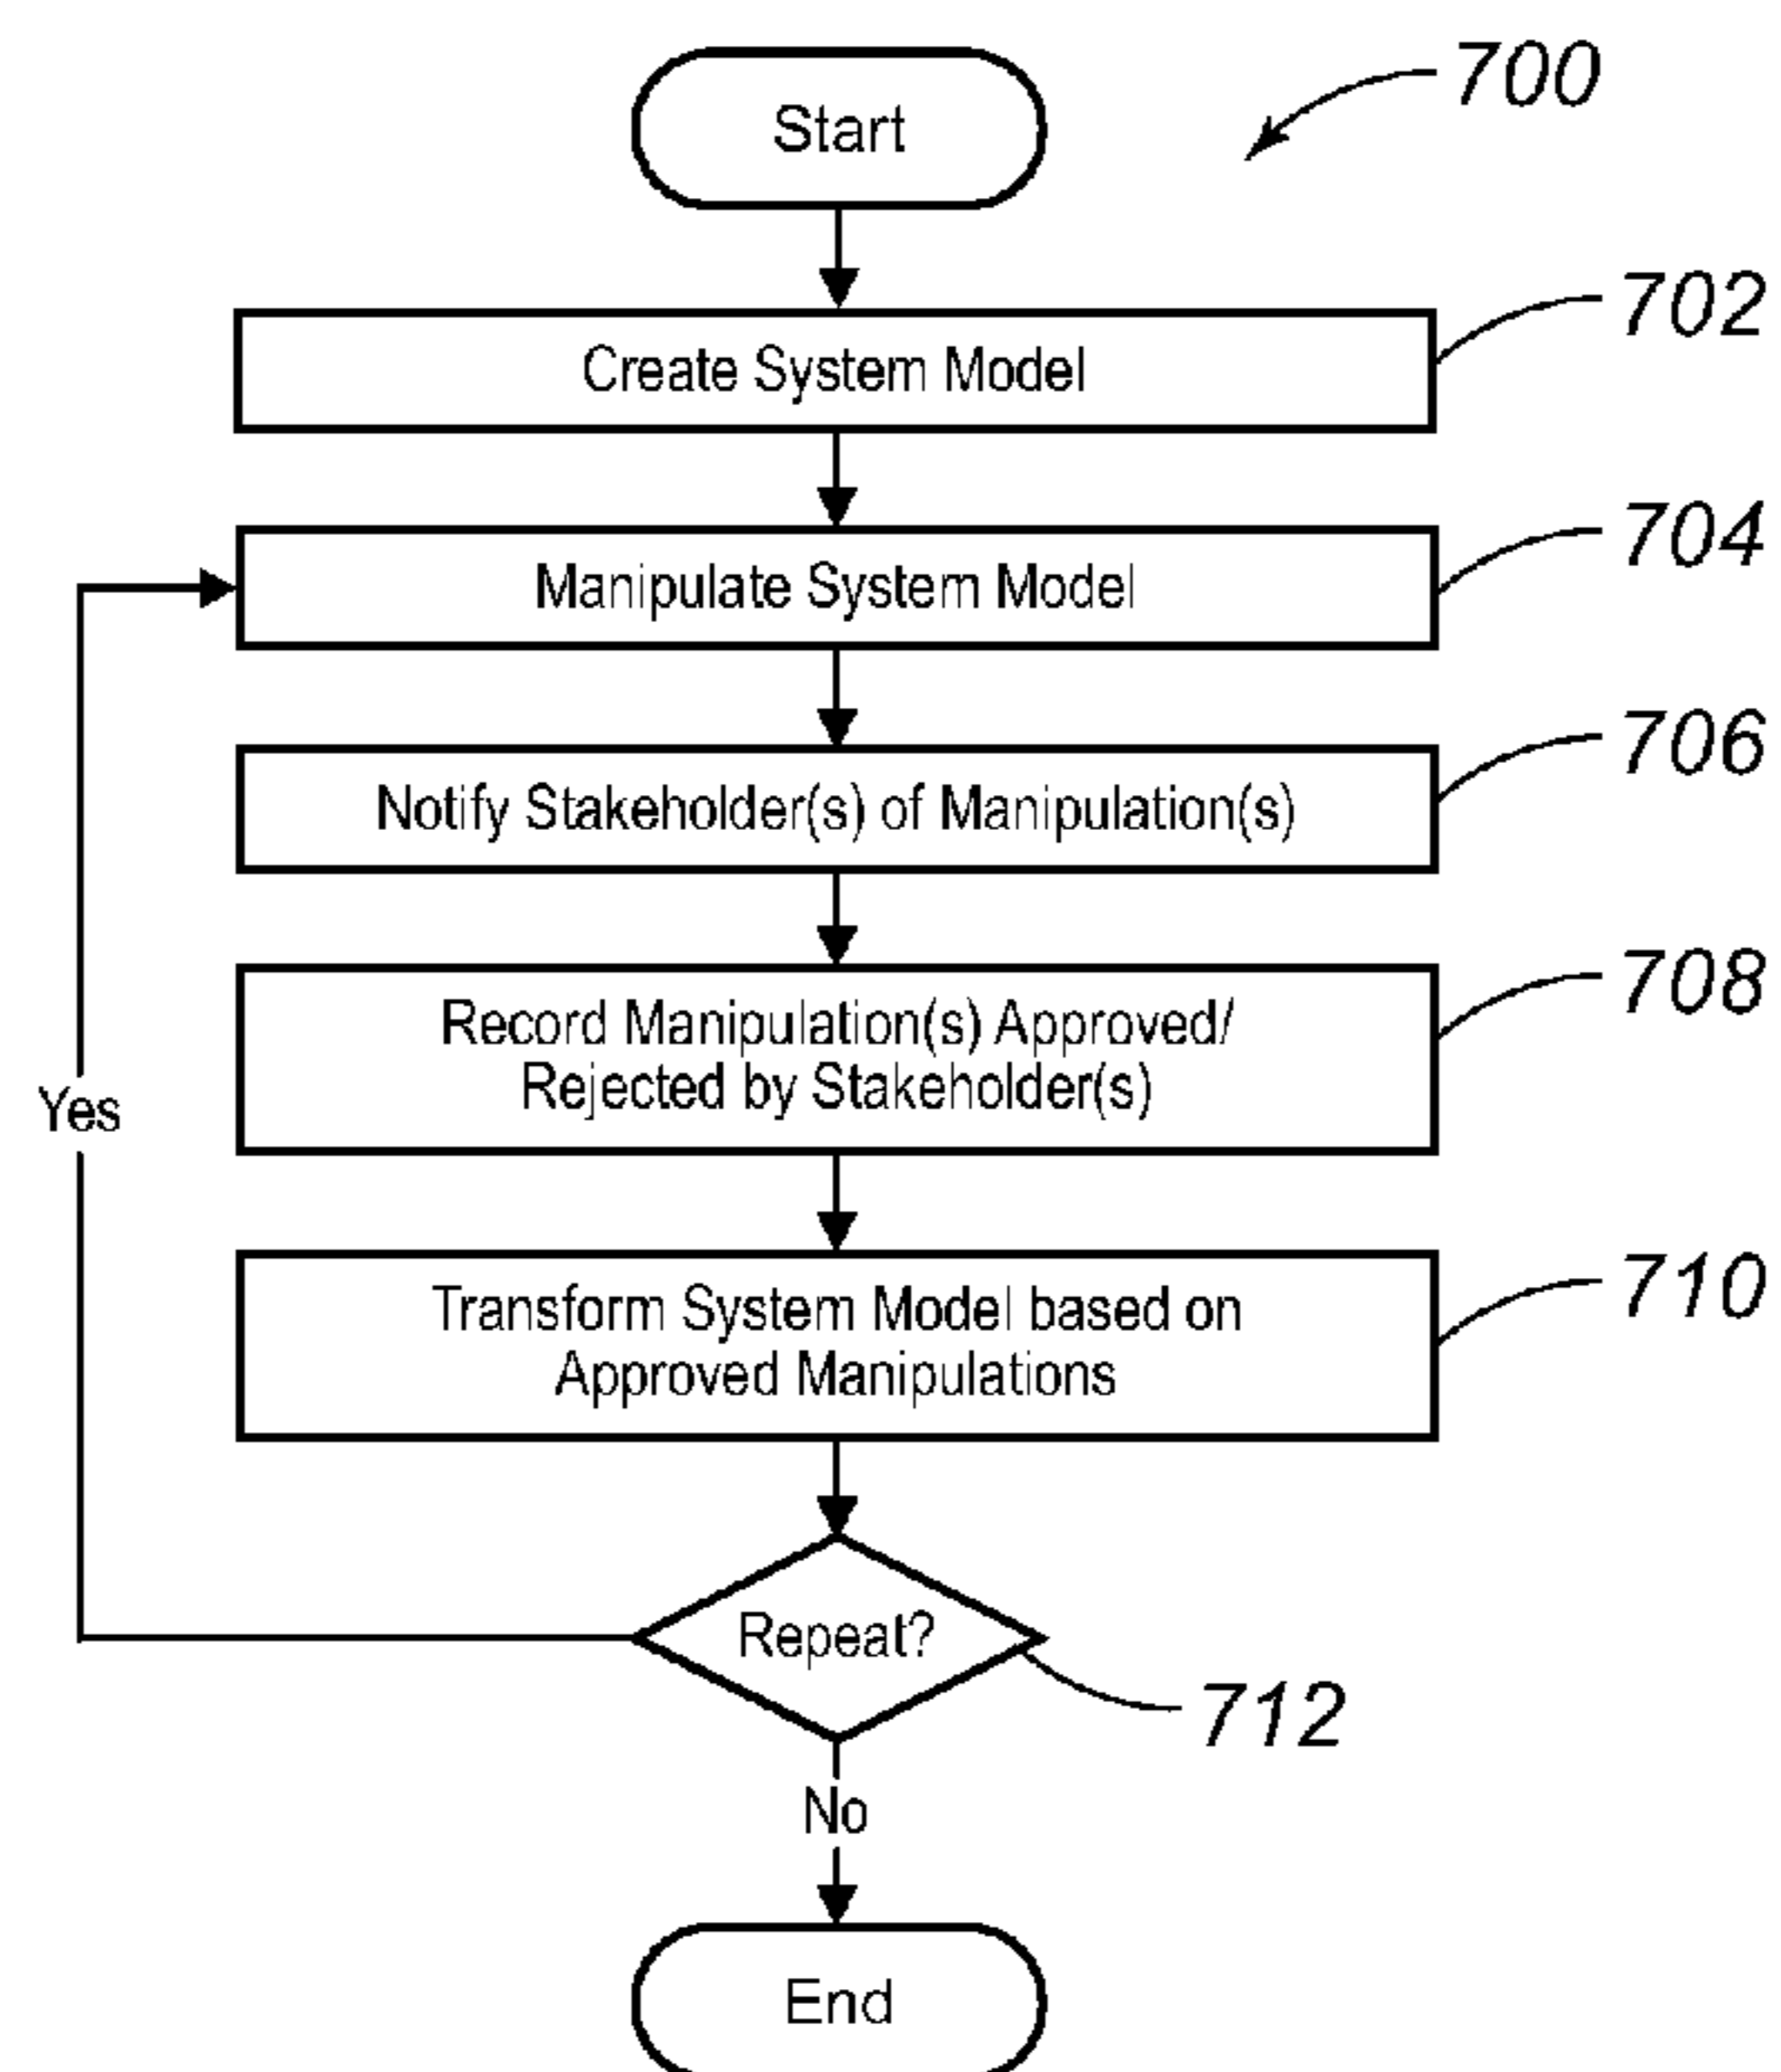 Start
700
Create System Model
702
Manipulate System Model
704
Notify Stakeholder(s) of Manipulation(s)
706
Record Manipulation(s) Approved/
Rejected by Stakeholder(s)
708
Yes
Transform System Model based on
Approved Manipulations
710
Repeat?
712
No
End